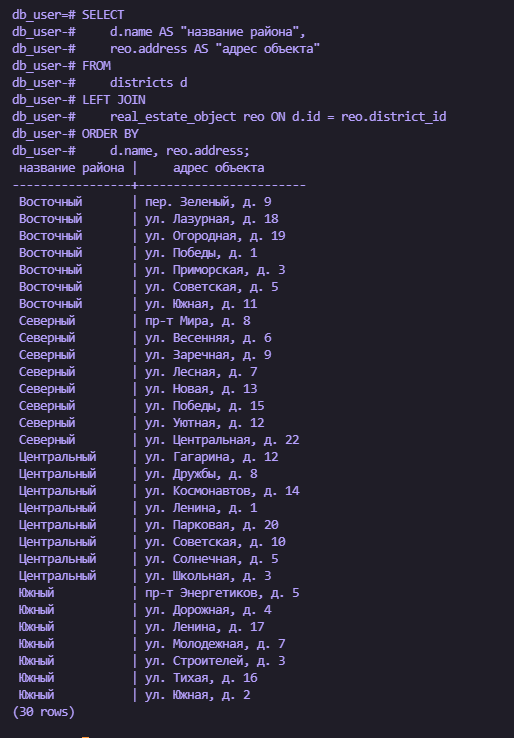 db_user=# SELECT
db_user-#     d.name AS "название района",
db_user-#     reo.address AS "адрес объекта"
db_user-# FROM
db_user-#     districts d
db_user-# LEFT JOIN
db_user-#     real_estate_object reo ON d.id = reo.district_id
db_user-# ORDER BY
db_user-#     d.name, reo.address;
 название района |     адрес объекта
-----------------+------------------------
 Восточный       | пер. Зеленый, д. 9
 Восточный       | ул. Лазурная, д. 18
 Восточный       | ул. Огородная, д. 19
 Восточный       | ул. Победы, д. 1
 Восточный       | ул. Приморская, д. 3
 Восточный       | ул. Советская, д. 5
 Восточный       | ул. Южная, д. 11
 Северный        | пр-т Мира, д. 8
 Северный        | ул. Весенняя, д. 6
 Северный        | ул. Заречная, д. 9
 Северный        | ул. Лесная, д. 7
 Северный        | ул. Новая, д. 13
 Северный        | ул. Победы, д. 15
 Северный        | ул. Уютная, д. 12
 Северный        | ул. Центральная, д. 22
 Центральный     | ул. Гагарина, д. 12
 Центральный     | ул. Дружбы, д. 8
 Центральный     | ул. Космонавтов, д. 14
 Центральный     | ул. Ленина, д. 1
 Центральный     | ул. Парковая, д. 20
 Центральный     | ул. Советская, д. 10
 Центральный     | ул. Солнечная, д. 5
 Центральный     | ул. Школьная, д. 3
 Южный           | пр-т Энергетиков, д. 5
 Южный           | ул. Дорожная, д. 4
 Южный           | ул. Ленина, д. 17
 Южный           | ул. Молодежная, д. 7
 Южный           | ул. Строителей, д. 3
 Южный           | ул. Тихая, д. 16
 Южный           | ул. Южная, д. 2
(30 rows)